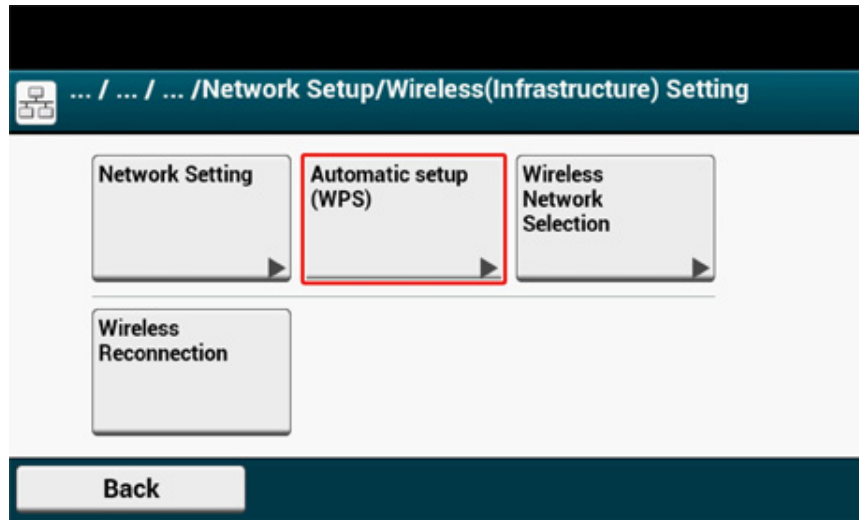 ... / ... / ... /Network Setup/Wireless(Infrastructure) Setting
Network Setting
Automatic setup
(WPS)
Wireless
Network
Selection
Wireless
Reconnection
Back